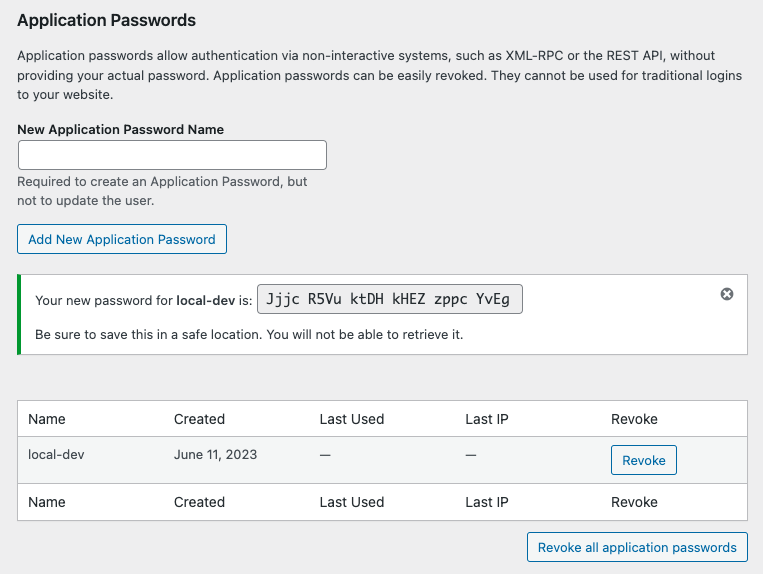 Application Passwords
Application passwords allow authentication via non-interactive systems, such as XML-RPC or the REST API, without
providing your actual password. Application passwords can be easily revoked. They cannot be used for traditional logins
to your website.
New Application Password Name
Required to create an Application Password, but
not to update the user.
Add New Application Password
Your new password for local-dev is: Jjjc R5Vu ktDH kHEZ zppc YvEg
Be sure to save this in a safe location. You will not be able to retrieve it.
Name Created Last Used Last IP Revoke
local-dev June 11, 2023 — — Revoke
Name Created Last Used Last IP Revoke
Revoke all application passwords